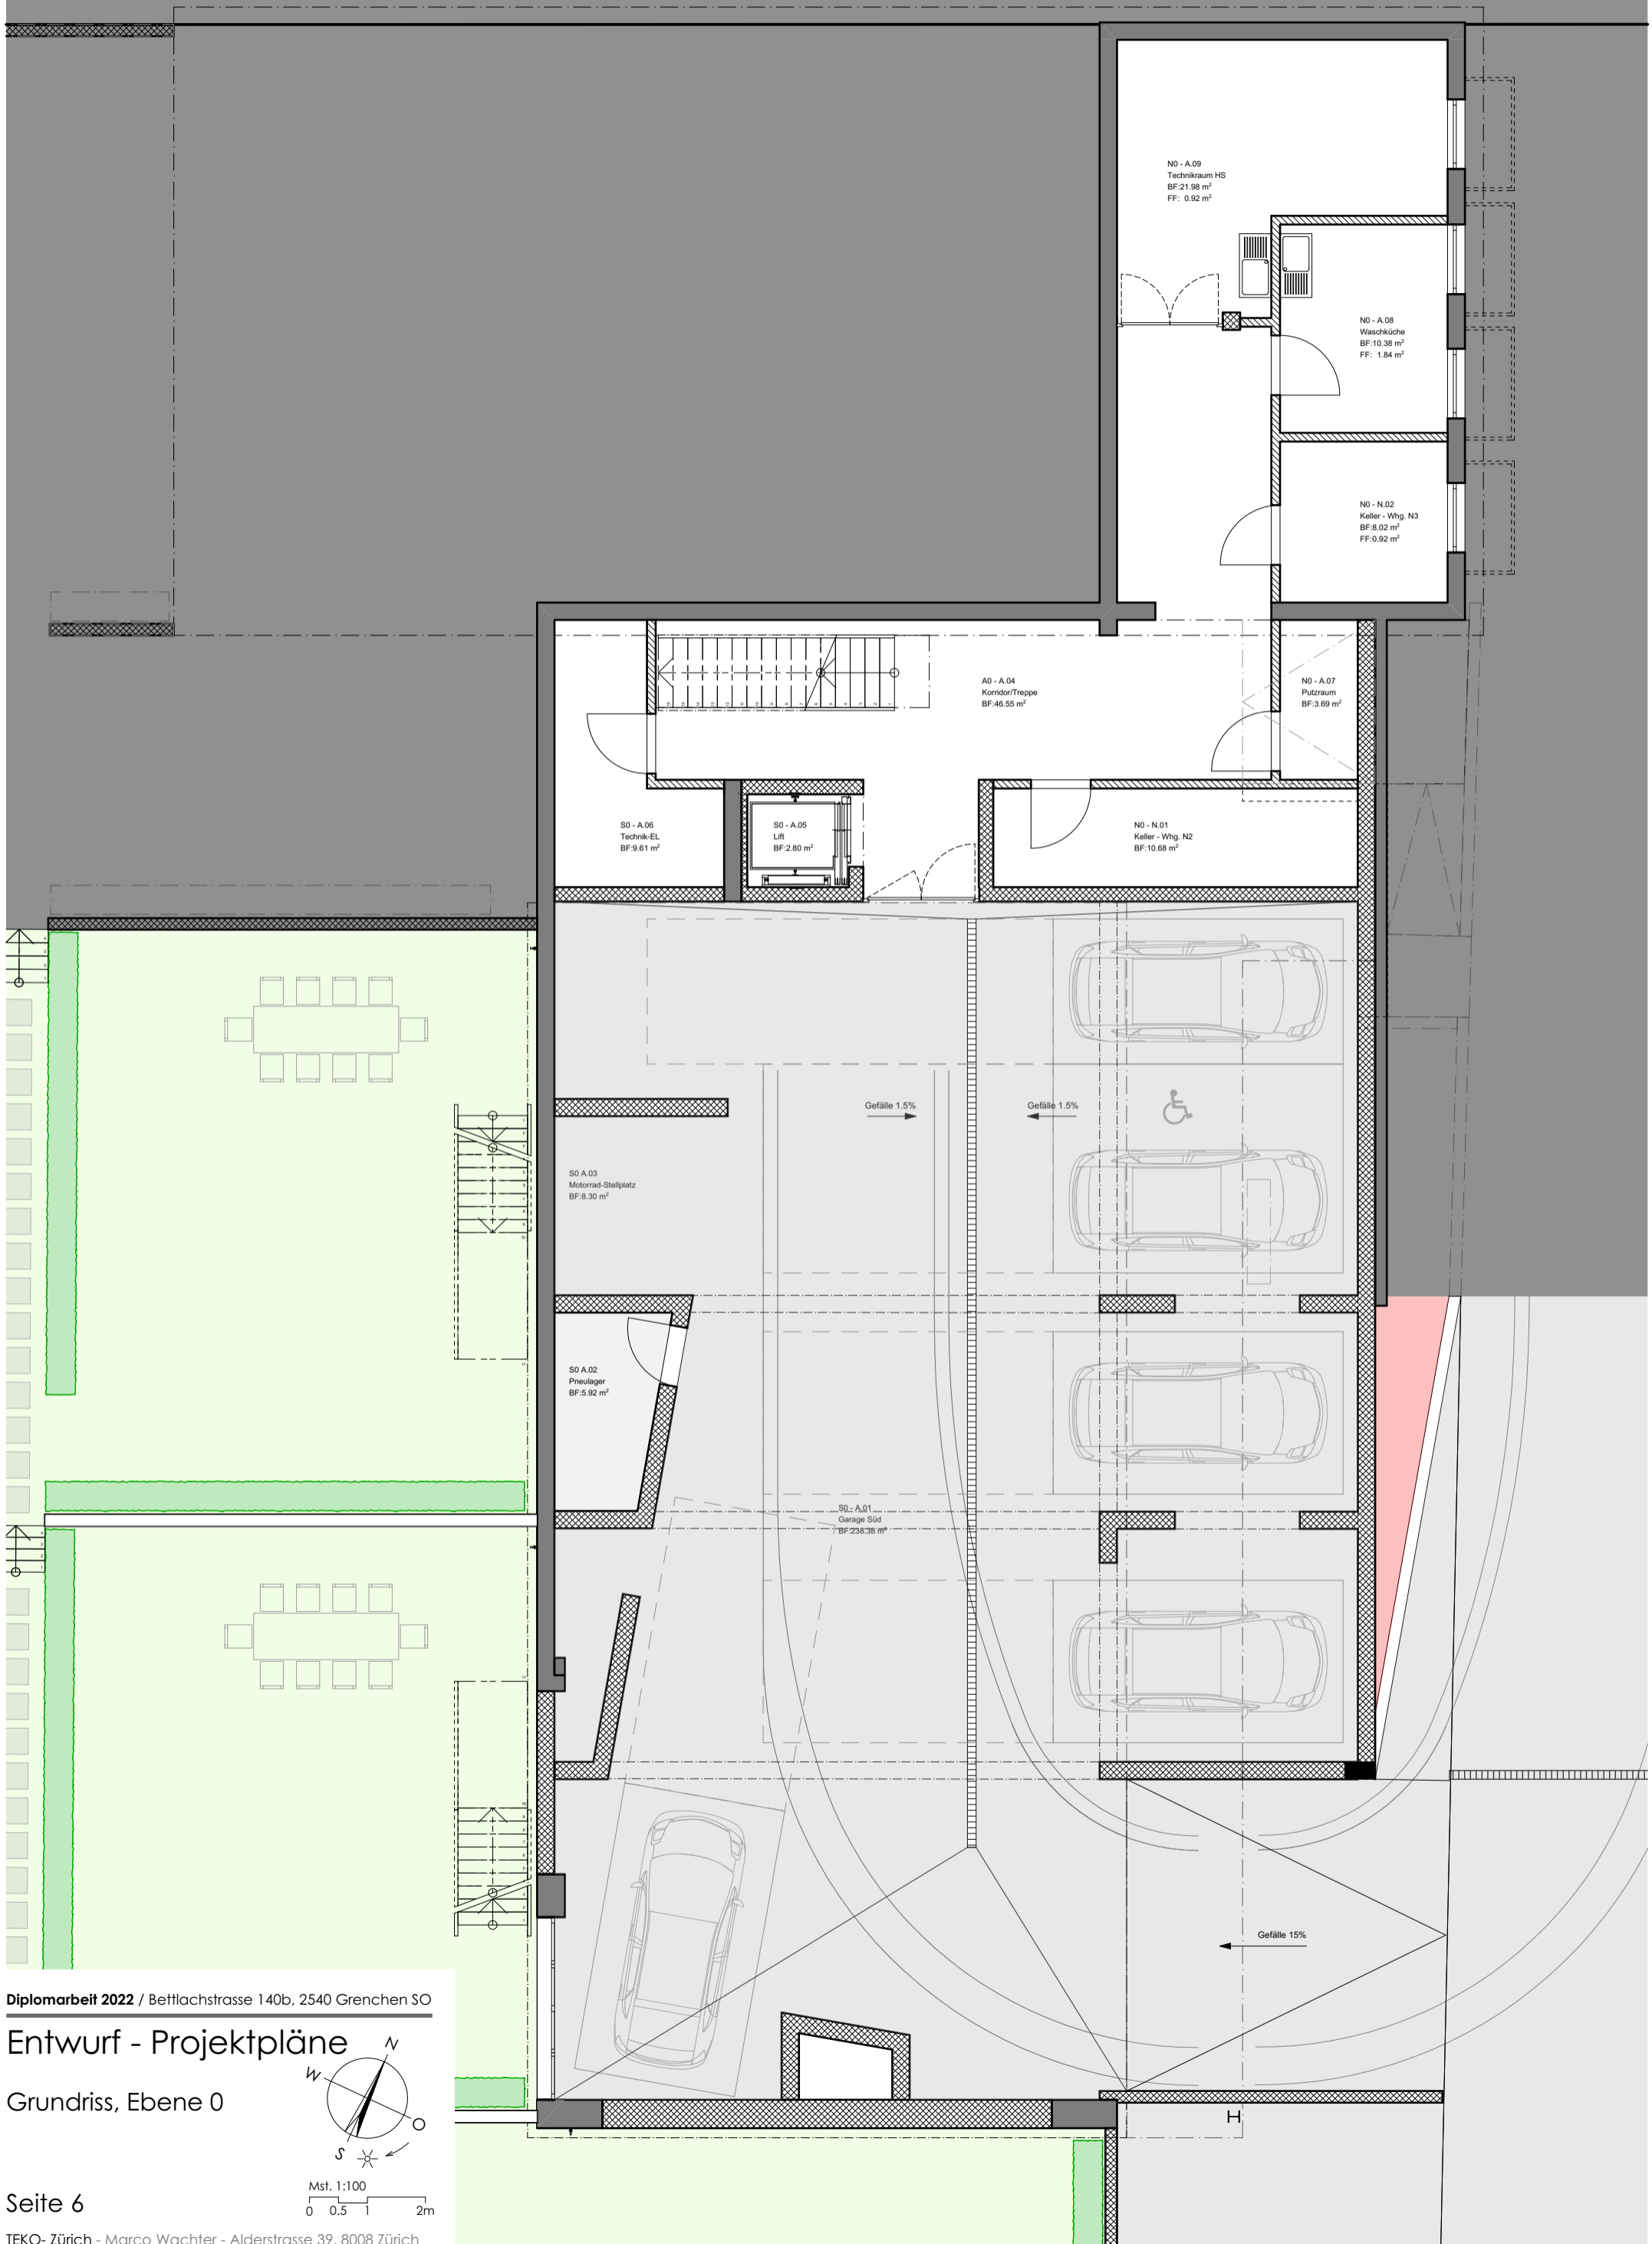 N0 - A.09
Technikraum HS
BF:21.98 m²
FF: 0.92 m²
N0 - A.08
Waschküche
BF:10.38 m²
FF: 1.84 m²
N0 - N.02
Keller - Whg. N3
BF:8.02 m²
FF:0.92 m²
A0 - A.04
Korridor/Treppe
BF:46.55 m²
N0 - A.07
Putzraum
BF:3.69 m²
S0 - A.06
Technik-EL
BF:9.61 m²
S0 - A.05
Lift
BF:2.80 m²
N0 - N.01
Keller - Whg. N2
BF:10.68 m²
Gefälle 1.5%
Gefälle 1.5%
S0 A.03
Motorrad-Stellplatz
BF:8.30 m²
S0 A.02
Pneulager
BF:5.92 m²
S0 - A.01
Garage Süd
BF:238.38 m²
Gefälle 15%
H
Diplomarbeit 2022 / Bettlachstrasse 140b, 2540 Grenchen SO
Entwurf - Projektpläne
N
W
O
S
Grundriss, Ebene 0
Mst. 1:100
0 0.5 1 2m
Seite 6
TEKO- Zürich - Marco Wachter - Alderstrasse 39, 8008 Zürich